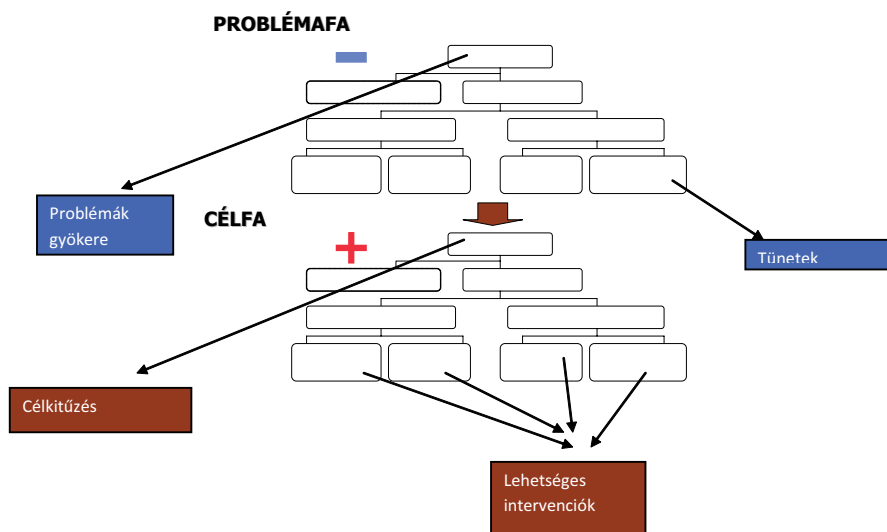 PROBLÉMAFA
Problémák
gyökere
CÉLFA
Tünetek
Célkitűzés
Lehetséges
intervenciók